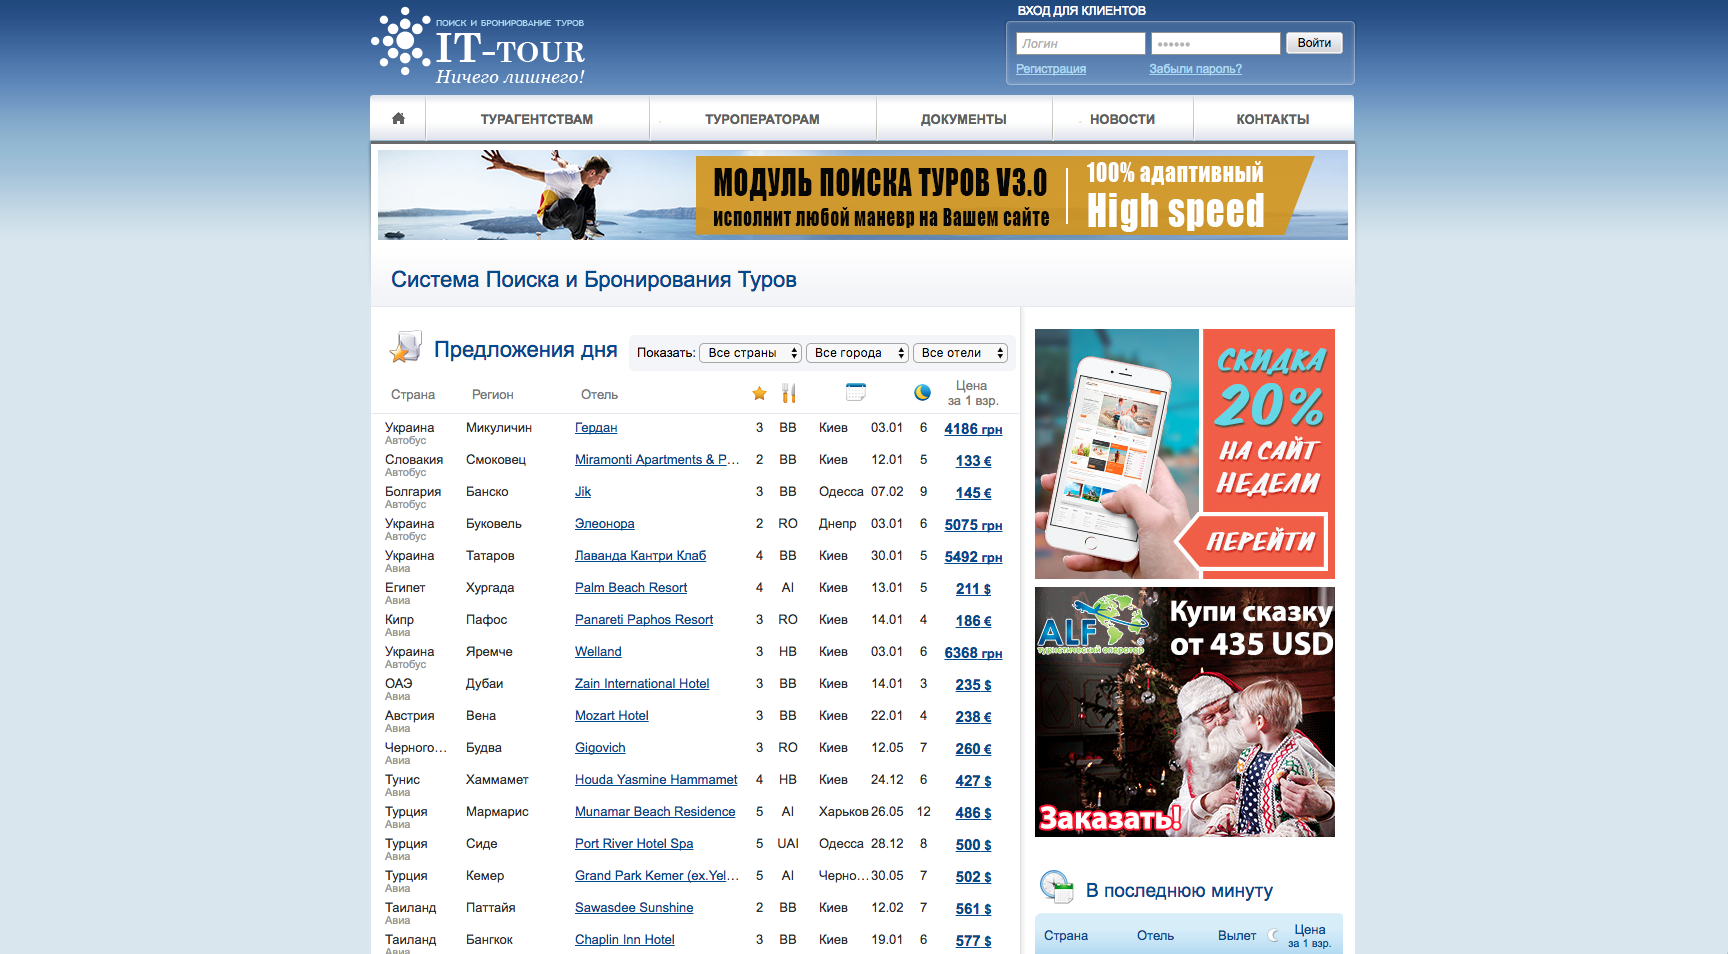 ПОИСК И БРОНИРОВАНИЕ ТУРОВ
IT-TOUR
Ничего лишнего!
ВХОД ДЛЯ КЛИЕНТОВ
Логин
Войти
Регистрация Забыли пароль?
ТУРАГЕНТСТВАМ ТУРОПЕРАТОРАМ ДОКУМЕНТЫ НОВОСТИ КОНТАКТЫ
МОДУЛЬ ПОИСКА ТУРОВ V3.0
исполнит любой маневр на Вашем сайте
100% адаптивный
High speed
Система Поиска и Бронирования Туров
Предложения дня
Показать: Все страны Все города Все отели
Страна Регион Отель Цена
за 1 взр.
Украина Микуличин Гердан 3 BB Киев 03.01 6 4186 грн
Автобус
Словакия Смоковец Miramonti Apartments & P... 2 BB Киев 12.01 5 133 €
Автобус
Болгария Банско Jik 3 BB Одесса 07.02 9 145 €
Автобус
Украина Буковель Элеонора 2 RO Днепр 03.01 6 5075 грн
Автобус
Украина Татаров Лаванда Кантри Клаб 4 BB Киев 30.01 5 5492 грн
Авиа
Египет Хургада Palm Beach Resort 4 AI Киев 13.01 5 211 $
Авиа
Кипр Пафос Panareti Paphos Resort 3 RO Киев 14.01 4 186 €
Авиа
Украина Яремче Welland 3 HB Киев 03.01 6 6368 грн
Автобус
ОАЭ Дубаи Zain International Hotel 3 BB Киев 14.01 3 235 $
Авиа
Австрия Вена Mozart Hotel 3 BB Киев 22.01 4 238 €
Авиа
Черного... Будва Gigovich 3 RO Киев 12.05 7 260 €
Авиа
Тунис Хаммамет Houda Yasmine Hammamet 4 HB Киев 24.12 6 427 $
Авиа
Турция Мармарис Munamar Beach Residence 5 AI Харьков 26.05 12 486 $
Авиа
Турция Сиде Port River Hotel Spa 5 UAI Одесса 28.12 8 500 $
Авиа
Турция Кемер Grand Park Kemer (ex.Yel... 5 AI Черно... 30.05 7 502 $
Авиа
Таиланд Паттайя Sawasdee Sunshine 2 BB Киев 12.02 7 561 $
Авиа
Таиланд Бангкок Chaplin Inn Hotel 3 BB Киев 19.01 6 577 $
Авиа
СКИДКА
20%
НА САЙТ
НЕДЕЛИ
ПЕРЕЙТИ
ALF
туристический оператор
Купи сказку
от 435 USD
Заказать!
В последнюю минуту
Страна Отель Вылет Цена
за 1 взр.